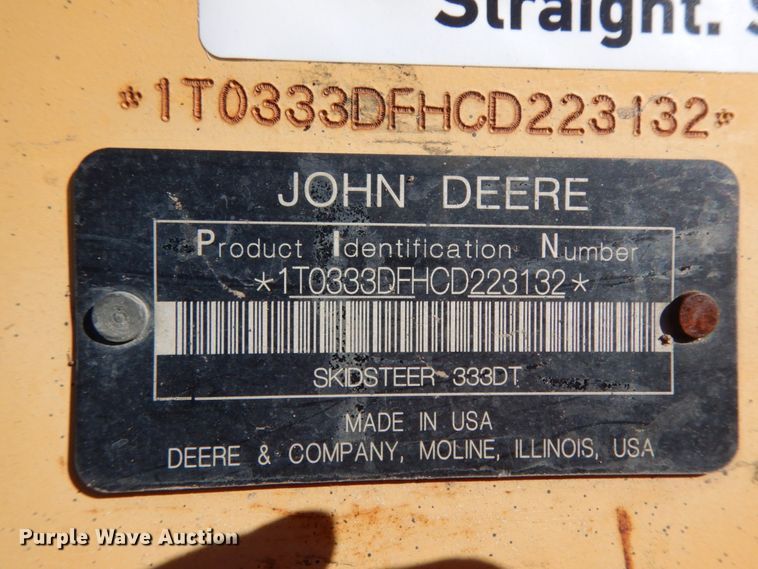 Straight. S
*1T0333DFHCD223132*
JOHN DEERE
Product Identification Number
*1T0333DFHCD223132*
SKIDSTEER 333DT
MADE IN USA
DEERE & COMPANY, MOLINE, ILLINOIS, USA
Purple Wave Auction